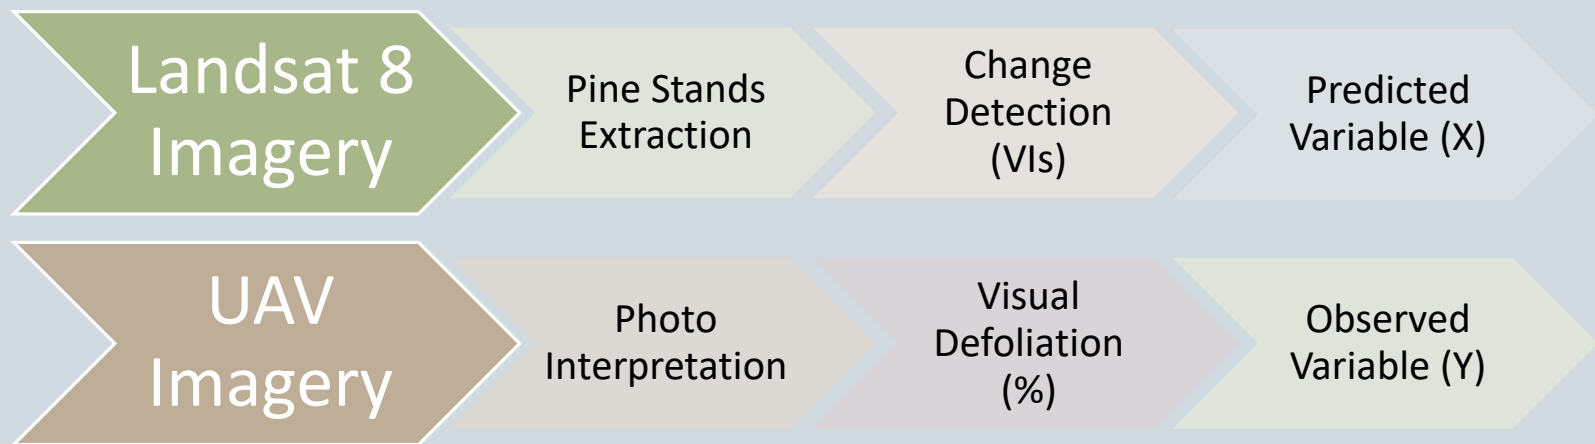 Landsat 8
Imagery
Pine Stands
Extraction
Change
Detection
(VIs)
Predicted
Variable (X)
UAV
Imagery
Photo
Interpretation
Visual
Defoliation
(%)
Observed
Variable (Y)